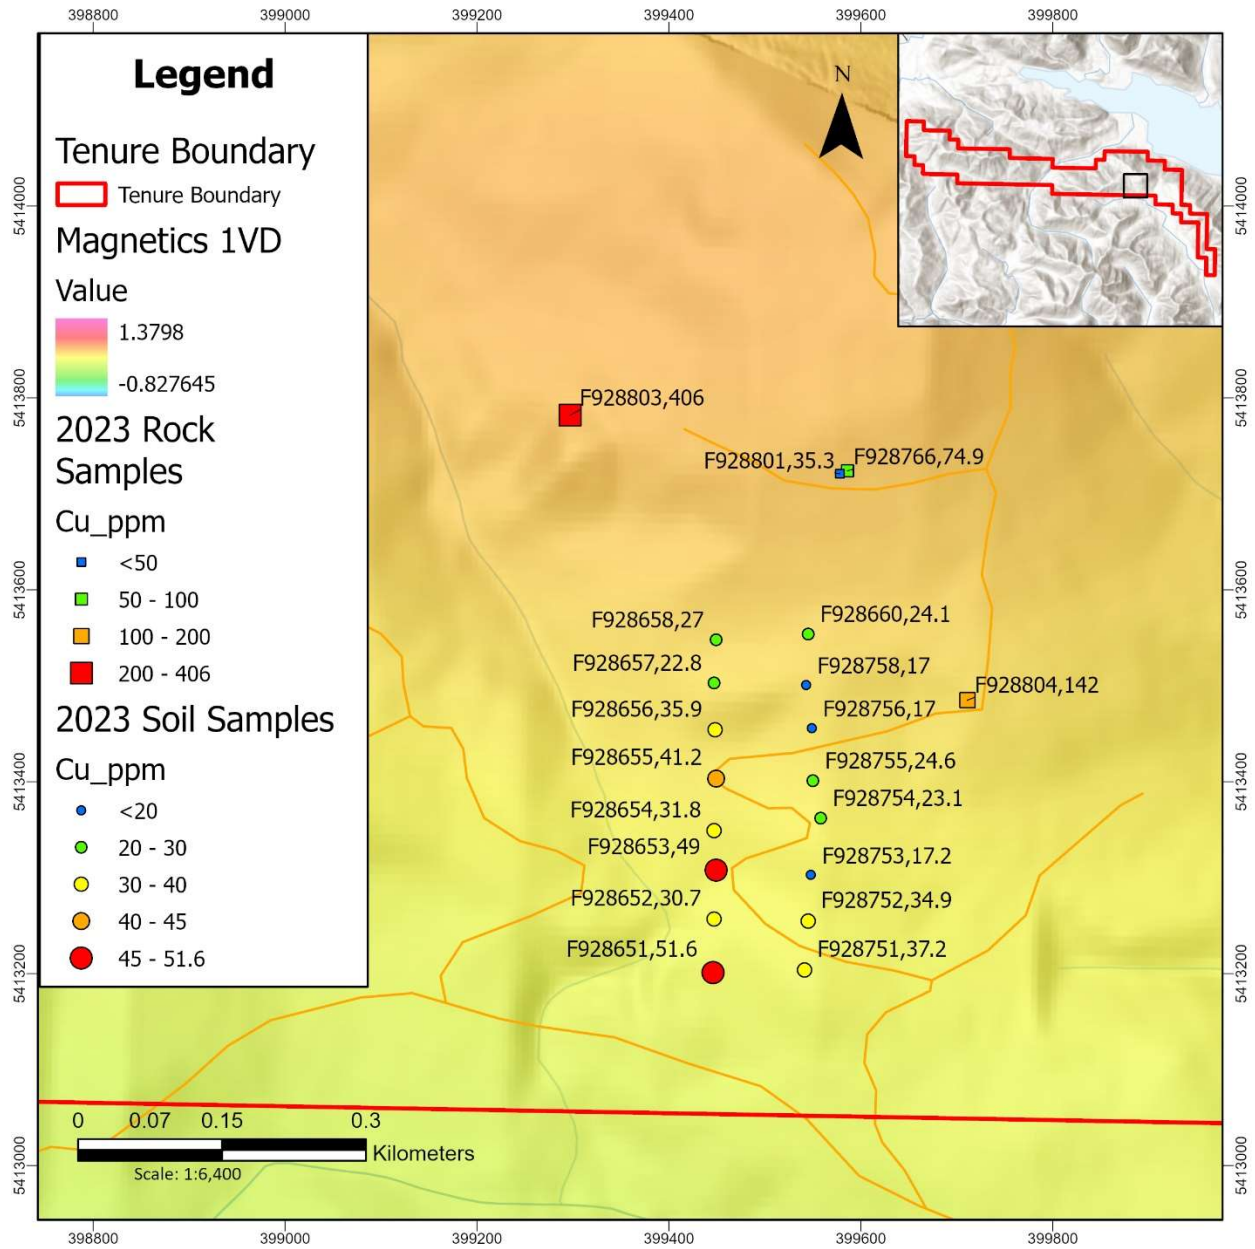 398800 399000 399200 399400 399600 399800
Legend
Tenure Boundary
Tenure Boundary
Magnetics 1VD
Value
1.3798
-0.827645
2023 Rock
Samples
Cu_ppm
<50
50 - 100
100 - 200
200 - 406
2023 Soil Samples
Cu_ppm
<20
20 - 30
30 - 40
40 - 45
45 - 51.6
N
5414000 5414000
5413800 5413800
5413600 5413600
5413400 5413400
5413200 5413200
5413000 5413000
F928803,406
F928801,35.3 F928766,74.9
F928658,27 F928660,24.1
F928657,22.8 F928758,17
F928804,142
F928656,35.9 F928756,17
F928655,41.2 F928755,24.6
F928654,31.8 F928754,23.1
F928653,49 F928753,17.2
F928652,30.7 F928752,34.9
F928651,51.6 F928751,37.2
0 0.07 0.15 0.3
Kilometers
Scale: 1:6,400
398800 399000 399200 399400 399600 399800